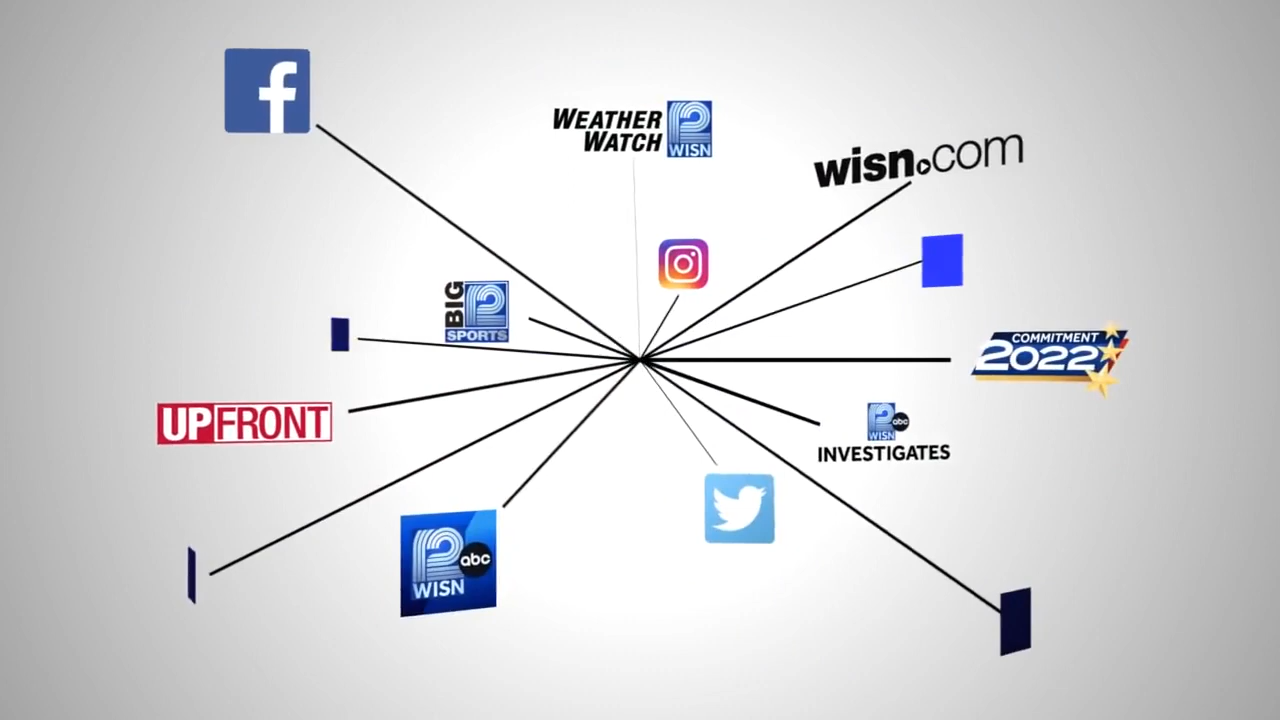 f
WEATHER
WATCH
12
WISN
wisn.com
BIG
12
SPORTS
COMMITMENT
2022
UPFRONT
12
abc
WISN
INVESTIGATES
12
abc
WISN